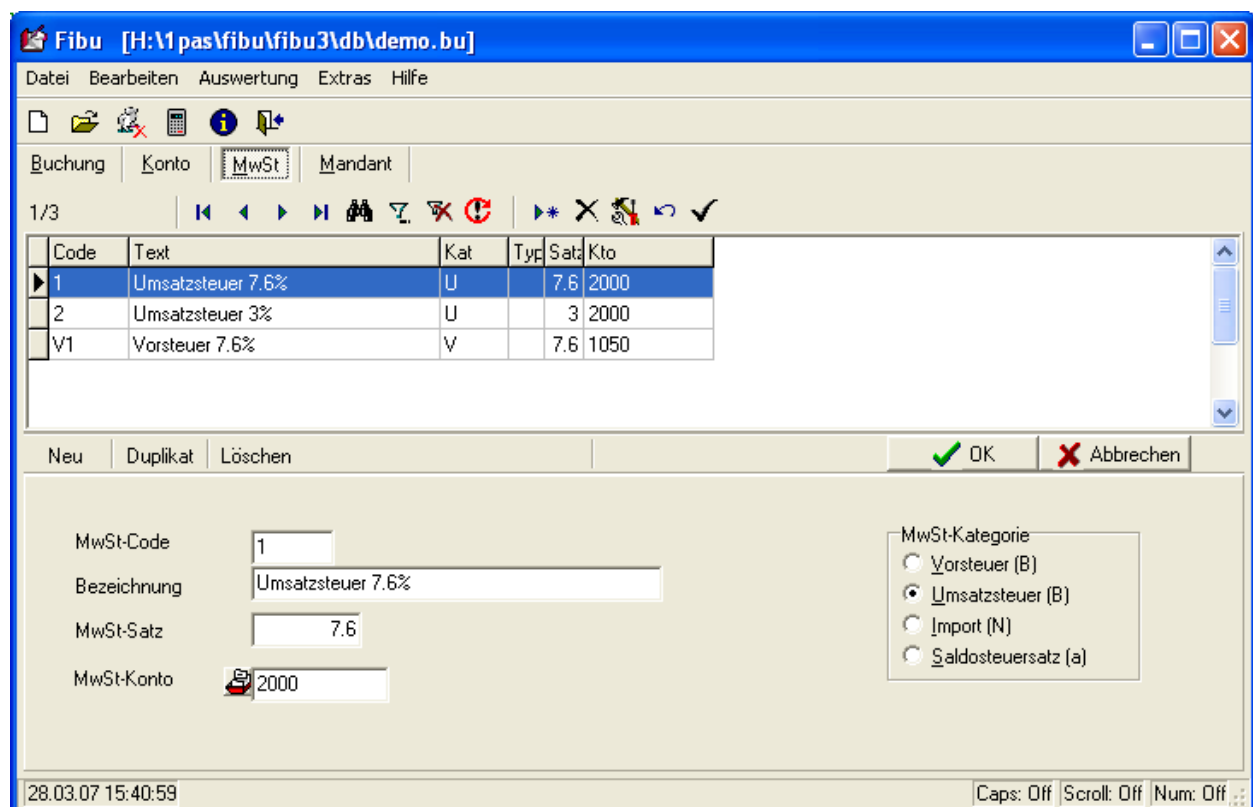 Fibu [H:\1pas\fibu\fibu3\db\demo.bu]
Datei Bearbeiten Auswertung Extras Hilfe
Buchung Konto MwSt Mandant
1/3
Code Text Kat Typ Satz Kto
1 Umsatzsteuer 7.6% U 7.6 2000
2 Umsatzsteuer 3% U 3 2000
V1 Vorsteuer 7.6% V 7.6 1050
Neu Duplikat Löschen OK Abbrechen
MwSt-Code 1
Bezeichnung Umsatzsteuer 7.6%
MwSt-Satz 7.6
MwSt-Konto 2000
MwSt-Kategorie
Vorsteuer (B)
Umsatzsteuer (B)
Import (N)
Saldosteuersatz (a)
28.03.07 15:40:59 Caps: Off Scroll: Off Num: Off